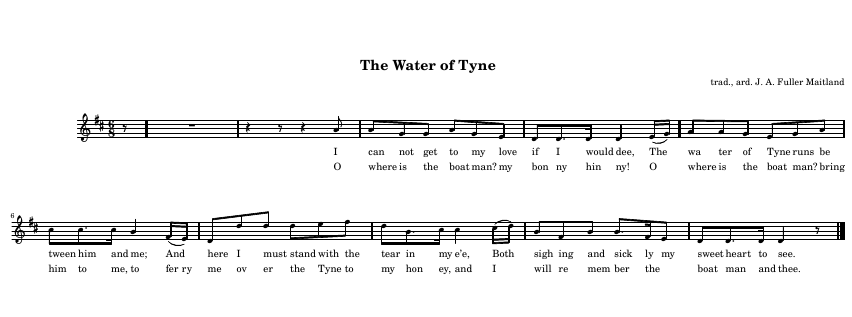 The Water of Tyne
trad., ard. J. A. Fuller Maitland
I can not get to my love if I would dee, The wa ter of Tyne runs be
O where is the boat man? my bon ny hin ny! O where is the boat man? bring
6
tween him and me; And here I must stand with the tear in my e'e, Both sigh ing and sick ly my sweet heart to see.
him to me, to fer ry me ov er the Tyne to my hon ey, and I will re mem ber the boat man and thee.